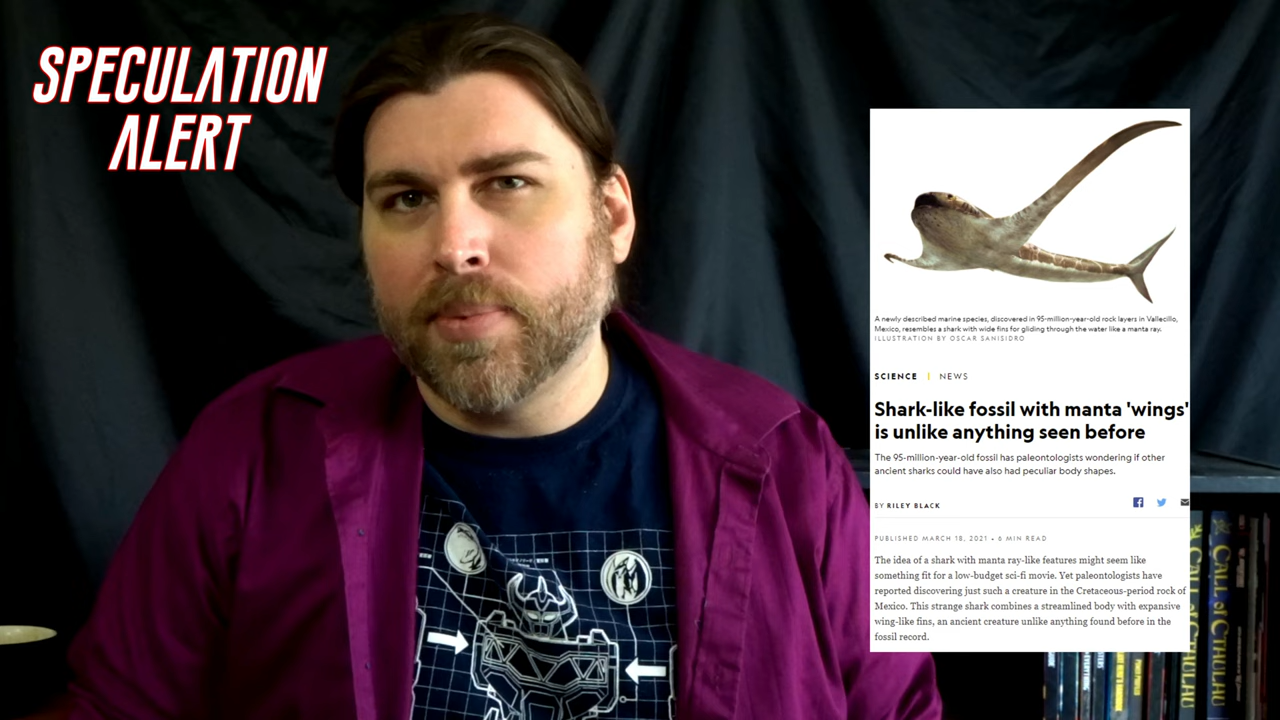 SPECULATION
ALERT
A newly described marine species, discovered in 95-million-year-old rock layers in Vallecillo,
Mexico, resembles a shark with wide fins for gliding through the water like a manta ray.
ILLUSTRATION BY OSCAR SANISIDRO
SCIENCE | NEWS
Shark-like fossil with manta 'wings'
is unlike anything seen before
The 95-million-year-old fossil has paleontologists wondering if other
ancient sharks could have also had peculiar body shapes.
BY RILEY BLACK
PUBLISHED MARCH 18, 2021 • 6 MIN READ
The idea of a shark with manta ray-like features might seem like
something fit for a low-budget sci-fi movie. Yet paleontologists have
reported discovering just such a creature in the Cretaceous-period rock of
Mexico. This strange shark combines a streamlined body with expansive
wing-like fins, an ancient creature unlike anything found before in the
fossil record.
CALL OF CTHULHU
CALL OF CTHULHU